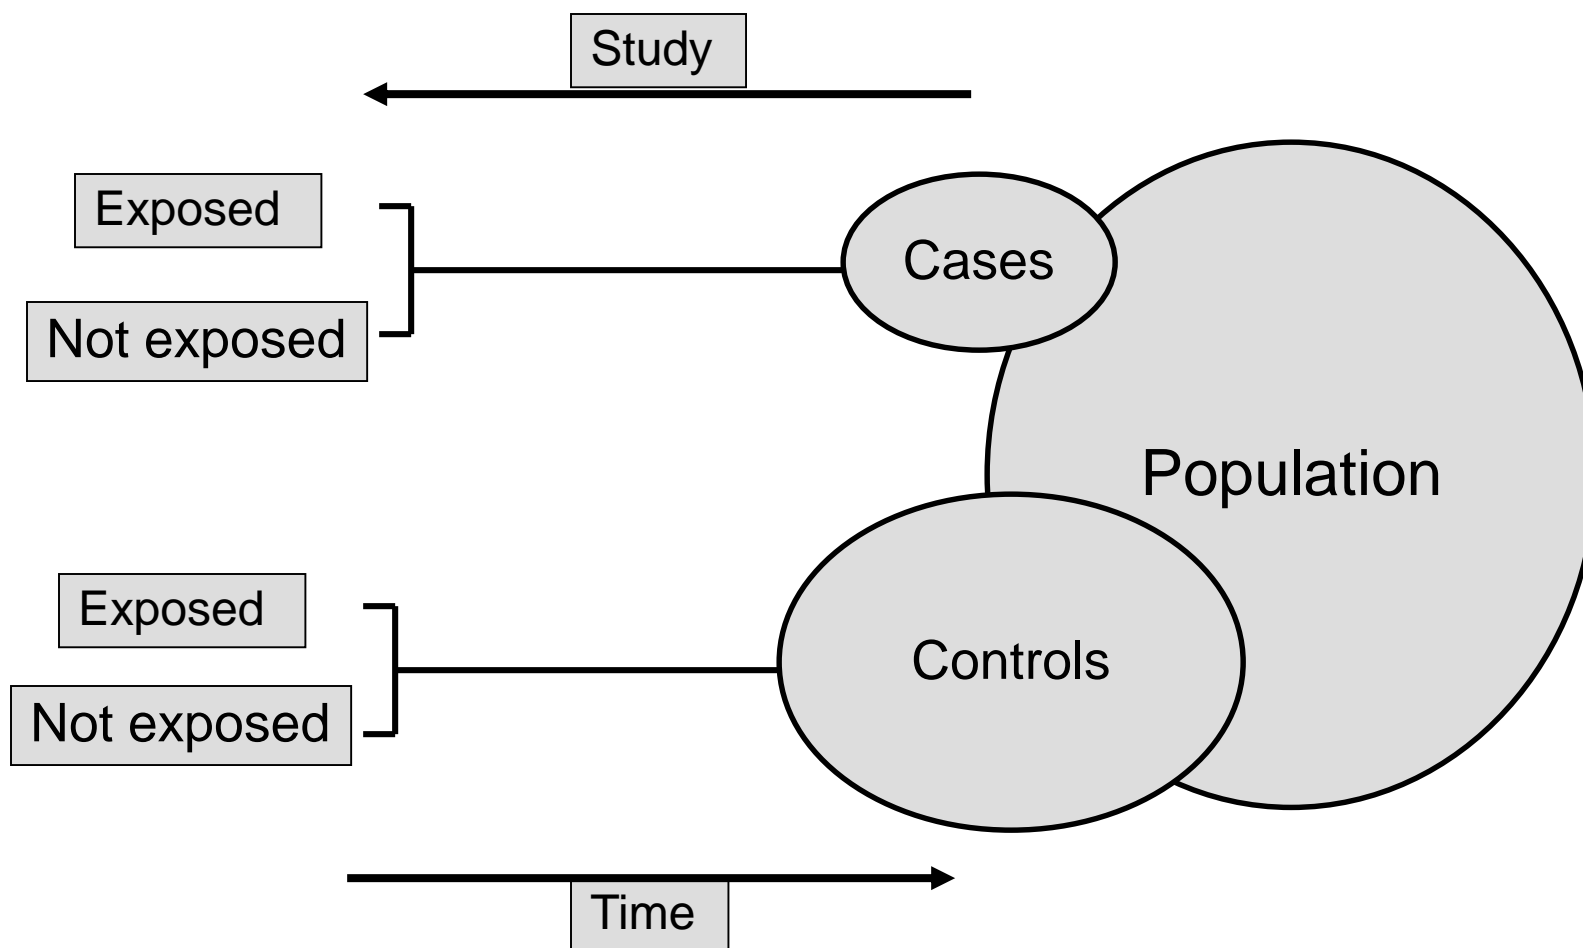 Study
Exposed
Cases
Not exposed
Population
Exposed
Controls
Not exposed
Time